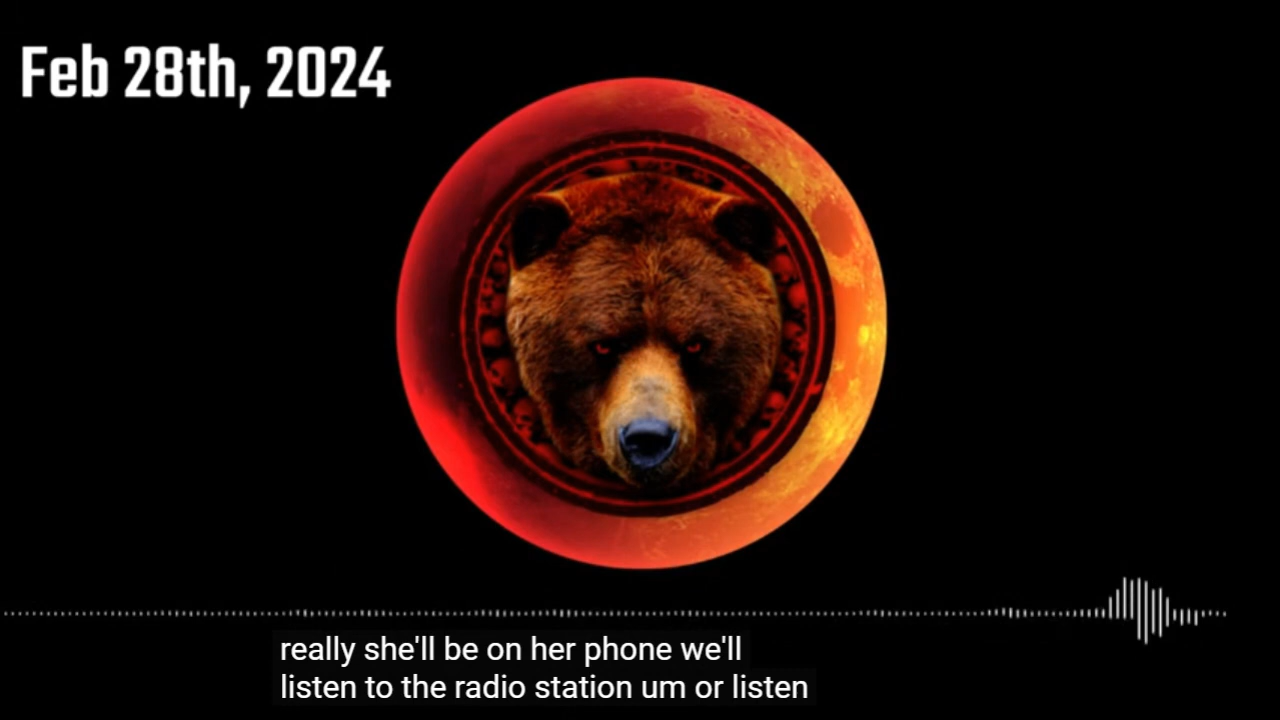 Feb 28th, 2024
really she'll be on her phone we'll
listen to the radio station um or listen